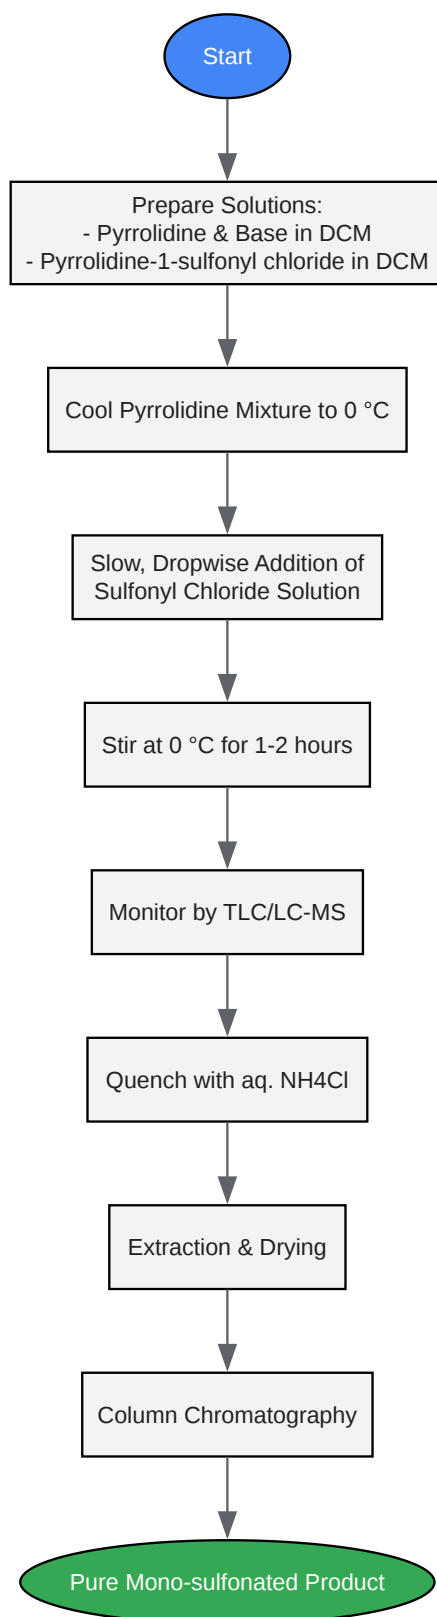 Start
Prepare Solutions:
- Pyrrolidine & Base in DCM
- Pyrrolidine-1-sulfonyl chloride in DCM
Cool Pyrrolidine Mixture to 0 °C
Slow, Dropwise Addition of
Sulfonyl Chloride Solution
Stir at 0 °C for 1-2 hours
Monitor by TLC/LC-MS
Quench with aq. NH4Cl
Extraction & Drying
Column Chromatography
Pure Mono-sulfonated Product